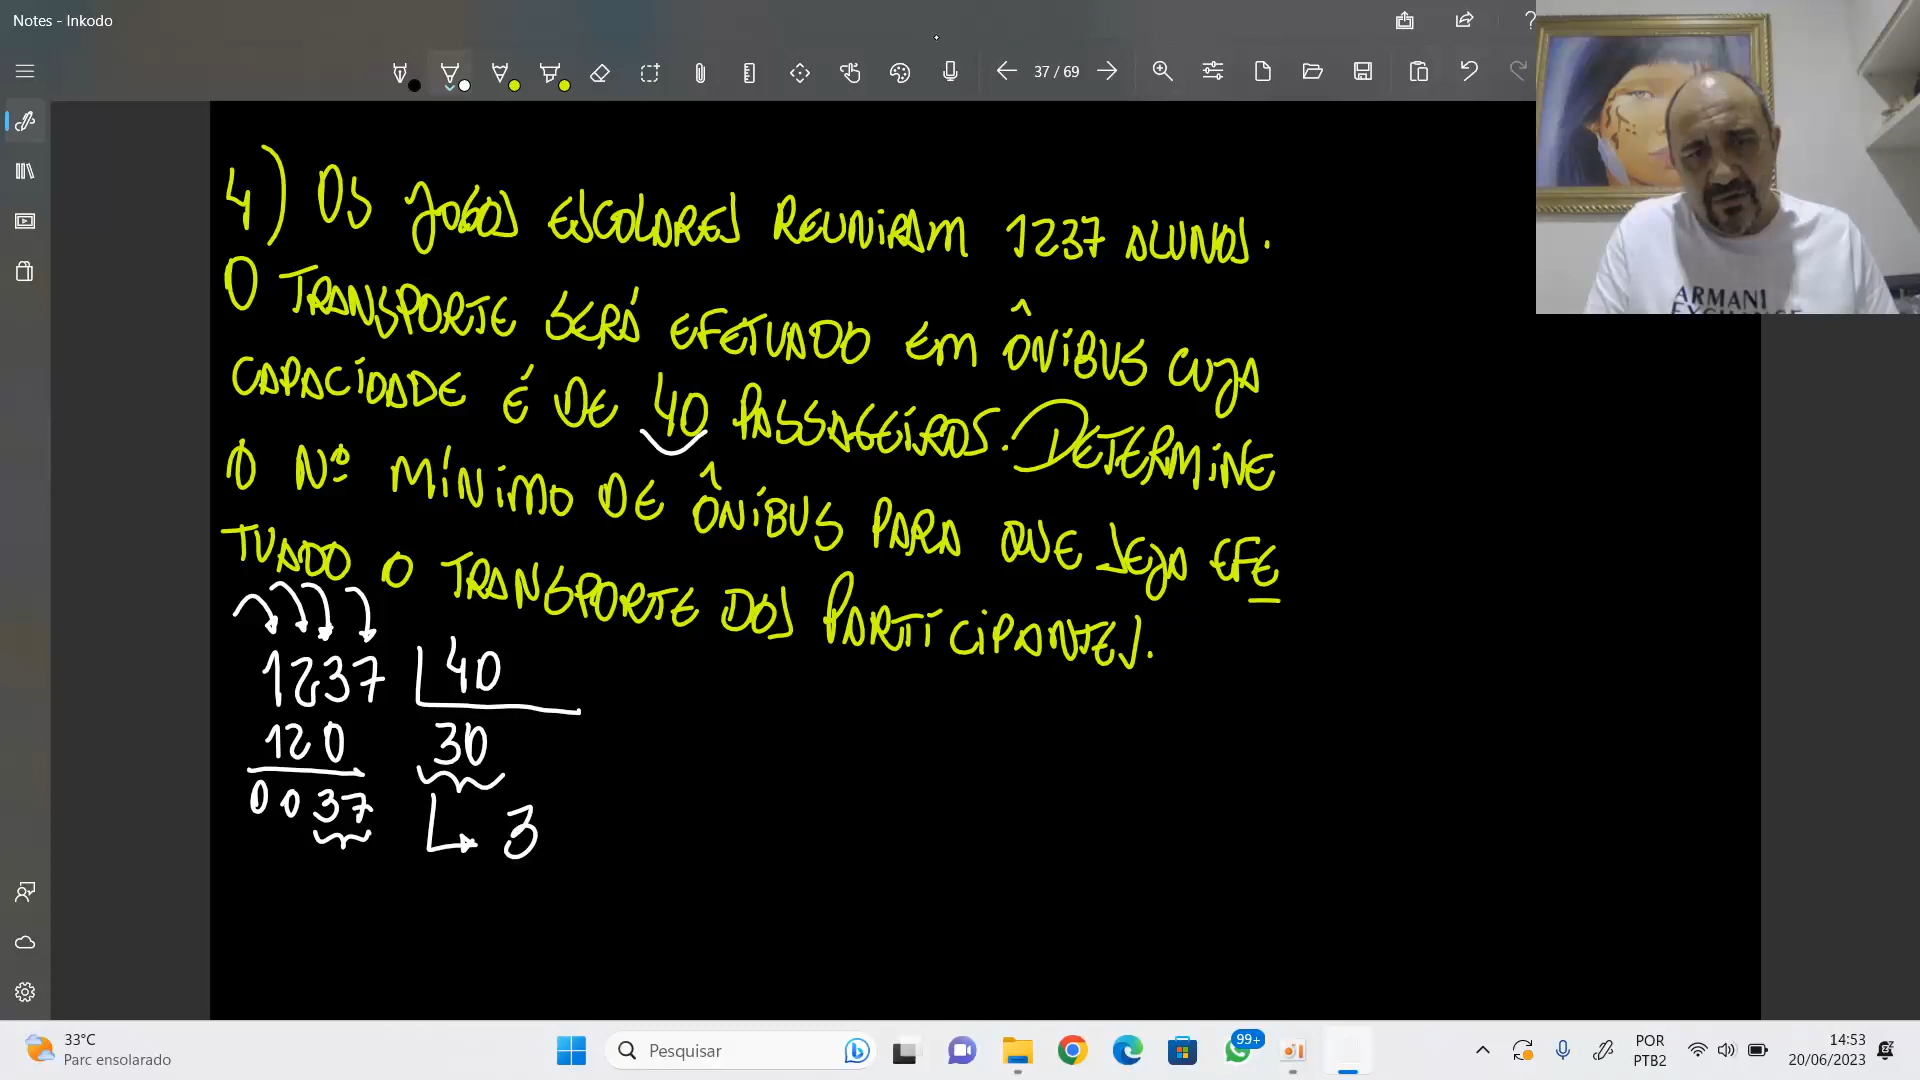 Notes - Inkodo
37 / 69
?
ARMANI
4) OS JOGOS ESCOLARES REUNIRAM 1237 ALUNOS.
O TRANSPORTE SERÁ EFETUADO EM ÔNIBUS CUJA
CAPACIDADE É DE 40 PASSAGEIROS. DETERMINE
O Nº MÍNIMO DE ÔNIBUS PARA QUE SEJA EFE
TUADO O TRANSPORTE DOS PARTICIPANTES.
1237 40
120 30
0037 3
33°C
Parc ensolarado
Pesquisar
99+
POR
PTB2
14:53
20/06/2023